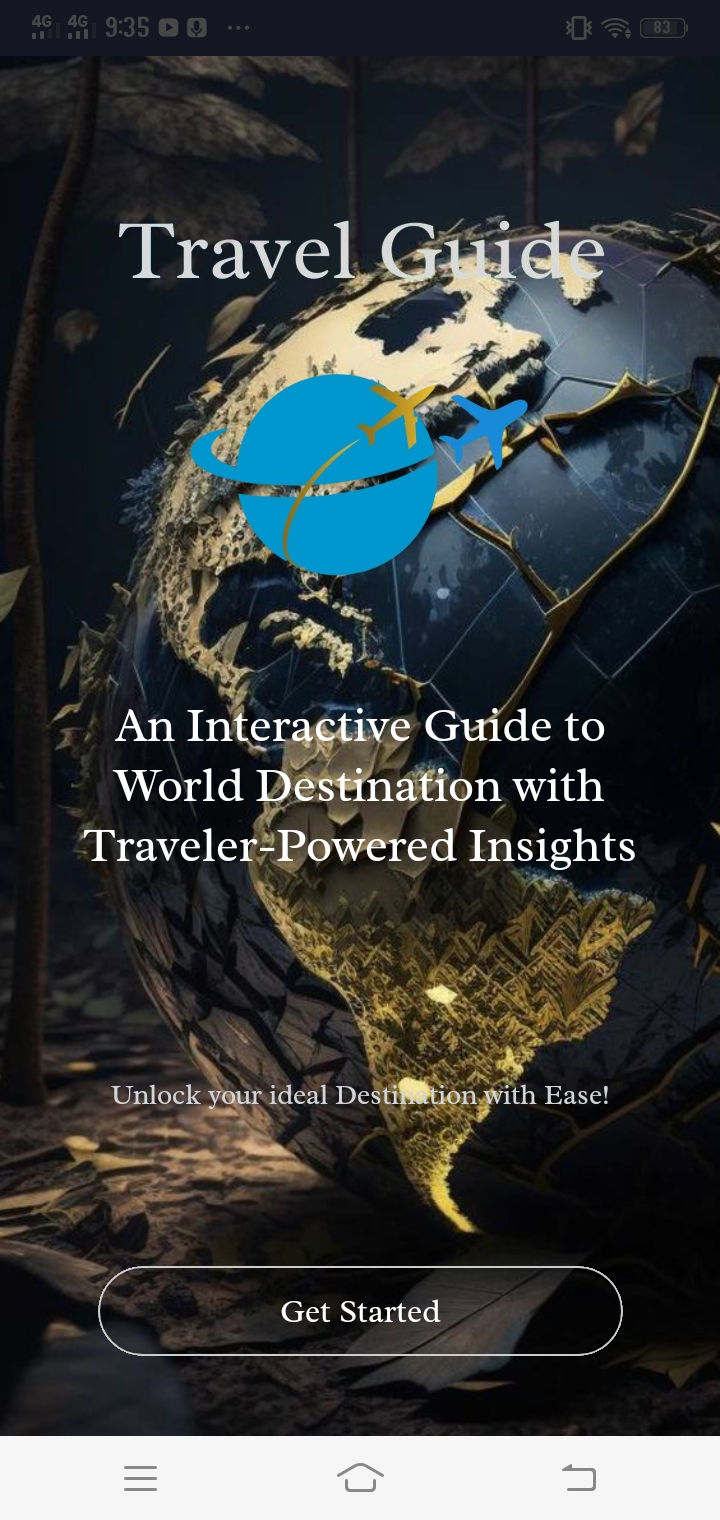 4G 4G 9:35 83
Travel Guide
An Interactive Guide to
World Destination with
Traveler-Powered Insights
Unlock your ideal Destination with Ease!
Get Started